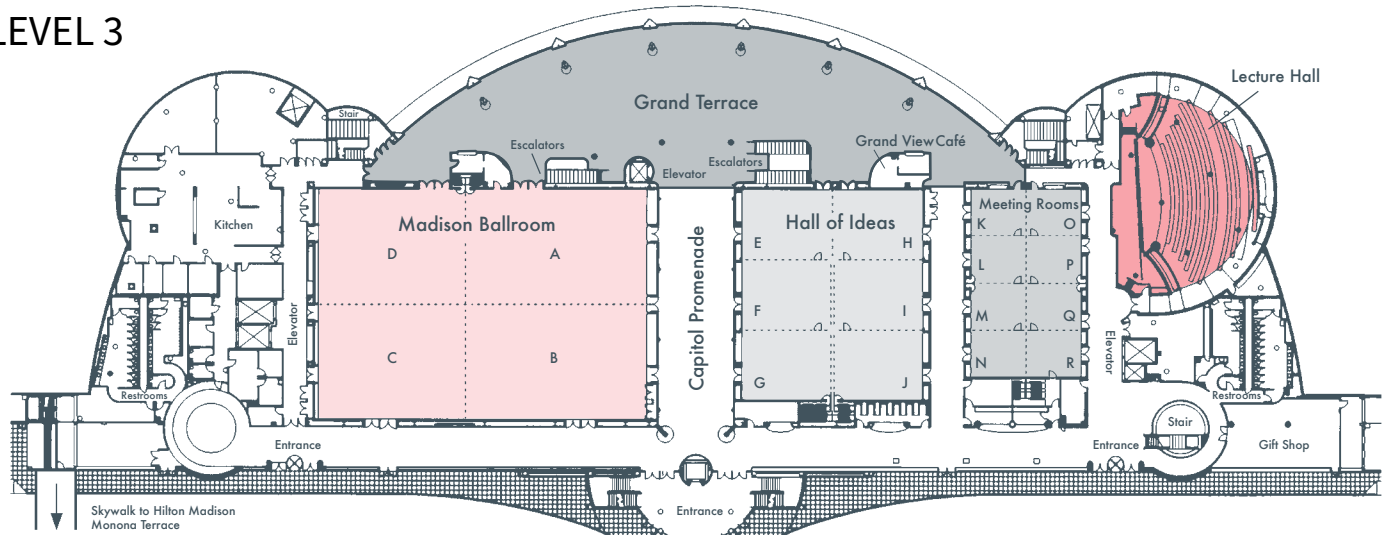 LEVEL 3
Lecture Hall
Grand Terrace
Stair
Escalators
Escalators
Grand View Café
Elevator
Kitchen
Madison Ballroom
Hall of Ideas
Meeting Rooms
D
A
E
H
K
O
L
P
F
I
M
Q
C
B
G
J
N
R
Elevator
Capitol Promenade
Elevator
Restrooms
Restrooms
Stair
Entrance
Entrance
Gift Shop
Skywalk to Hilton Madison
Monona Terrace
Entrance